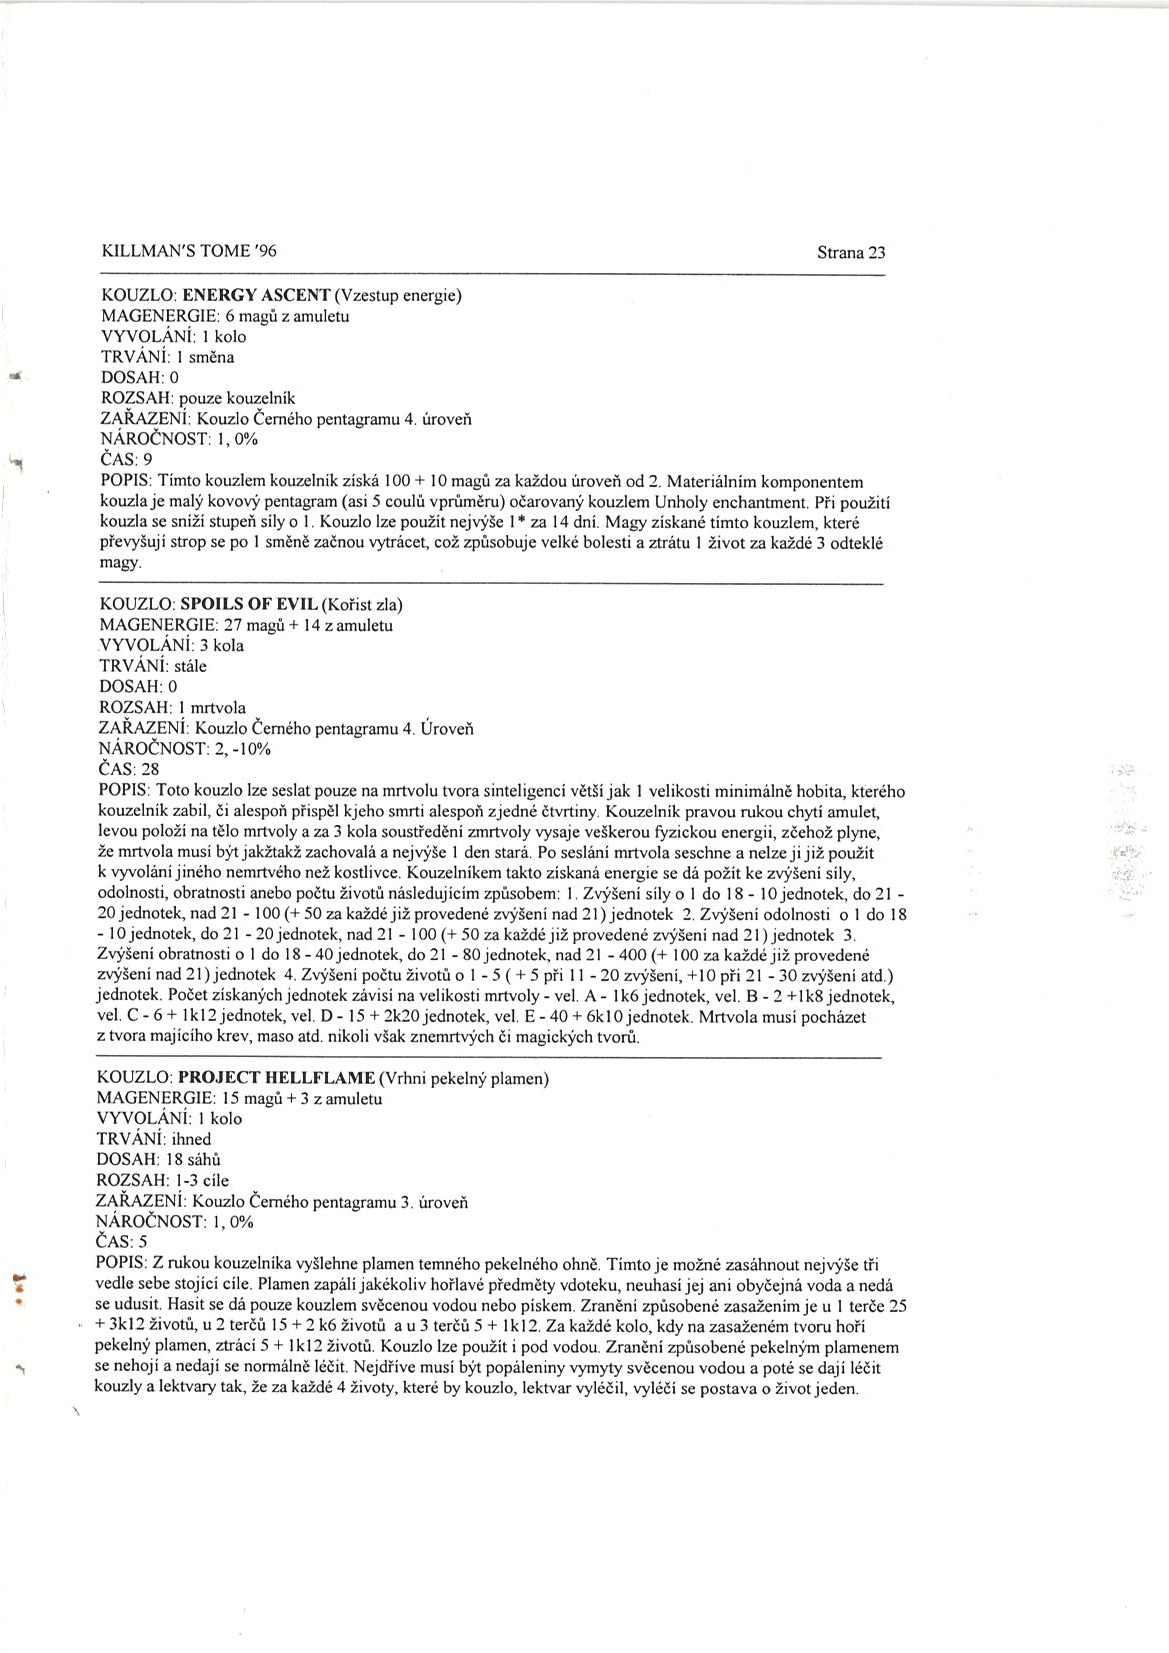 KILLMAN'S TOME '96 Strana 23
KOUZLO: ENERGY ASCENT (Vzestup energie)
MAGENERGIE: 6 magů z amuletu
VYVOLÁNÍ: 1 kolo
TRVÁNÍ: 1 směna
DOSAH: 0
ROZSAH: pouze kouzelník
ZAŘAZENÍ: Kouzlo Černého pentagramu 4. úroveň
NÁROČNOST: 1, 0%
ČAS: 9
POPIS: Tímto kouzlem kouzelník získá 100 + 10 magů za každou úroveň od 2. Materiálním komponentem
kouzla je malý kovový pentagram (asi 5 coulů vprůměru) očarovaný kouzlem Unholy enchantment. Při použití
kouzla se sníží stupeň síly o 1. Kouzlo lze použít nejvýše 1* za 14 dní. Magy získané tímto kouzlem, které
převyšují strop se po 1 směně začnou vytrácet, což způsobuje velké bolesti a ztrátu 1 život za každé 3 odteklé
magy.
KOUZLO: SPOILS OF EVIL (Kořist zla)
MAGENERGIE: 27 magů + 14 z amuletu
VYVOLÁNÍ: 3 kola
TRVÁNÍ: stále
DOSAH: 0
ROZSAH: 1 mrtvola
ZAŘAZENÍ: Kouzlo Černého pentagramu 4. Úroveň
NÁROČNOST: 2, -10%
ČAS: 28
POPIS: Toto kouzlo lze seslat pouze na mrtvolu tvora sinteligencí větší jak 1 velikosti minimálně hobita, kterého
kouzelník zabil, či alespoň přispěl kjeho smrti alespoň zjedné čtvrtiny. Kouzelník pravou rukou chytí amulet,
levou položí na tělo mrtvoly a za 3 kola soustředění zmrtvoly vysaje veškerou fyzickou energii, zčehož plyne,
že mrtvola musí být jakžtakž zachovalá a nejvýše 1 den stará. Po seslání mrtvola seschne a nelze ji již použít
k vyvolání jiného nemrtvého než kostlivce. Kouzelníkem takto získaná energie se dá požít ke zvýšení síly,
odolnosti, obratnosti anebo počtu životů následujícím způsobem: 1. Zvýšení síly o 1 do 18 - 10 jednotek, do 21 -
20 jednotek, nad 21 - 100 (+ 50 za každé již provedené zvýšení nad 21) jednotek 2. Zvýšení odolnosti o 1 do 18
- 10 jednotek, do 21 - 20 jednotek, nad 21 - 100 (+ 50 za každé již provedené zvýšení nad 21) jednotek 3.
Zvýšení obratnosti o 1 do 18 - 40 jednotek, do 21 - 80 jednotek, nad 21 - 400 (+ 100 za každé již provedené
zvýšení nad 21) jednotek 4. Zvýšení počtu životů o 1 - 5 ( + 5 při 11 - 20 zvýšení, +10 při 21 - 30 zvýšení atd.)
jednotek. Počet získaných jednotek závisí na velikosti mrtvoly - vel. A - 1k6 jednotek, vel. B - 2 +1k8 jednotek,
vel. C - 6 + 1k12 jednotek, vel. D - 15 + 2k20 jednotek, vel. E - 40 + 6k10 jednotek. Mrtvola musí pocházet
z tvora majícího krev, maso atd. nikoli však znemrtvých či magických tvorů.
KOUZLO: PROJECT HELLFLAME (Vrhni pekelný plamen)
MAGENERGIE: 15 magů + 3 z amuletu
VYVOLÁNÍ: 1 kolo
TRVÁNÍ: ihned
DOSAH: 18 sáhů
ROZSAH: 1-3 cíle
ZAŘAZENÍ: Kouzlo Černého pentagramu 3. úroveň
NÁROČNOST: 1, 0%
ČAS: 5
POPIS: Z rukou kouzelníka vyšlehne plamen temného pekelného ohně. Tímto je možné zasáhnout nejvýše tři
vedle sebe stojící cíle. Plamen zapálí jakékoliv hořlavé předměty vdoteku, neuhasí jej ani obyčejná voda a nedá
se udusit. Hasit se dá pouze kouzlem svěcenou vodou nebo pískem. Zranění způsobené zasažením je u 1 terče 25
+ 3k12 životů, u 2 terčů 15 + 2 k6 životů a u 3 terčů 5 + 1k12. Za každé kolo, kdy na zasaženém tvoru hoří
pekelný plamen, ztrácí 5 + 1k12 životů. Kouzlo lze použít i pod vodou. Zranění způsobené pekelným plamenem
se nehojí a nedají se normálně léčit. Nejdříve musí být popáleniny vymyty svěcenou vodou a poté se dají léčit
kouzly a lektvary tak, že za každé 4 životy, které by kouzlo, lektvar vyléčil, vyléčí se postava o život jeden.